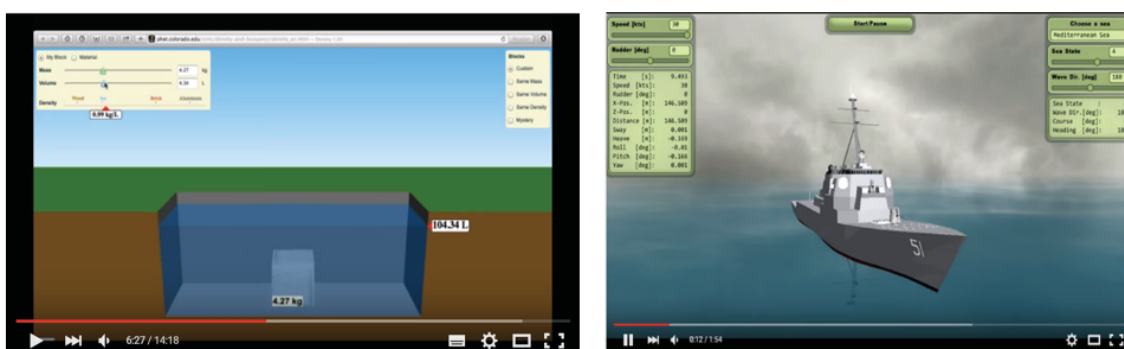 phet.colorado.edu
My Block Material
Mass 4.27 kg
Volume 4.34 L
Density Wood Ice Brick Aluminum
0.99 kg/L
Blocks
Custom
Same Mass
Same Volume
Same Density
Mystery
104.34 L
4.27 kg
6:27 / 14:18
Speed [kts] 30
Rudder [deg] 0
Time [s]: 9.493
Speed [kts]: 30
Rudder [deg]: 0
X-Pos. [m]: 146.509
Z-Pos. [m]: 0
Distance [m]: 146.509
Sway [m]: 0.001
Heave [m]: -0.103
Roll [deg]: -0.01
Pitch [deg]: -0.166
Yaw [deg]: 0.001
Start/Pause
Choose a sea
Mediterranean Sea
Sea State 4
Wave Dir. [deg] 180
Sea State :
Wave Dir.[deg]: 18
Course [deg]:
Heading [deg]: 18
51
0:12 / 1:54